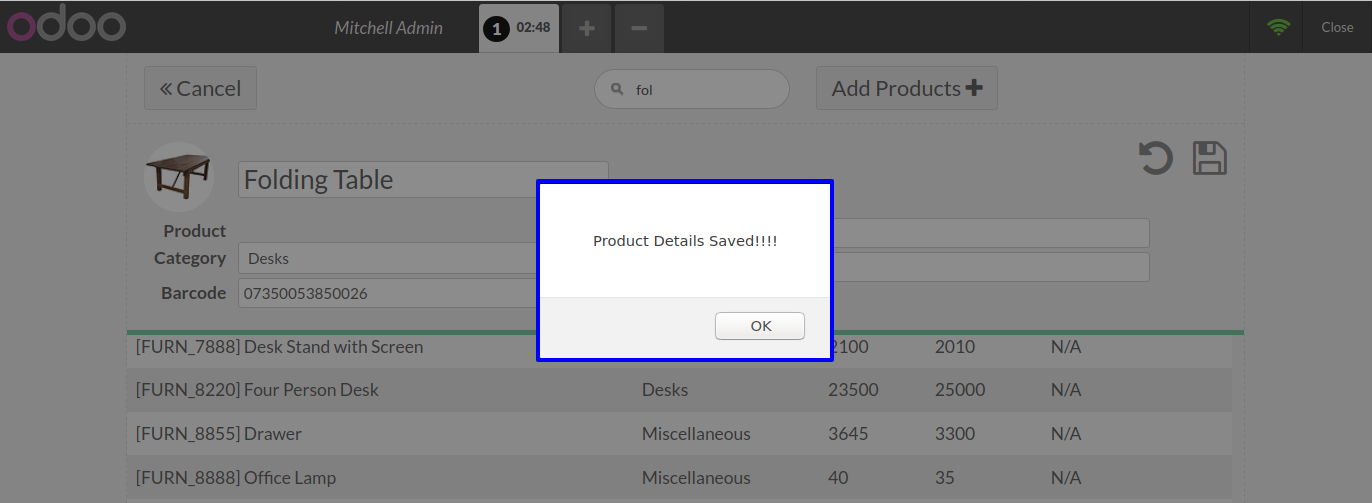 odoo Mitchell Admin 1 02:48 Close
Cancel fol Add Products
Folding Table
Product
Category Desks
Barcode 07350053850026
Product Details Saved!!!!
OK
[FURN_7888] Desk Stand with Screen 2100 2010 N/A
[FURN_8220] Four Person Desk Desks 23500 25000 N/A
[FURN_8855] Drawer Miscellaneous 3645 3300 N/A
[FURN_8888] Office Lamp Miscellaneous 40 35 N/A